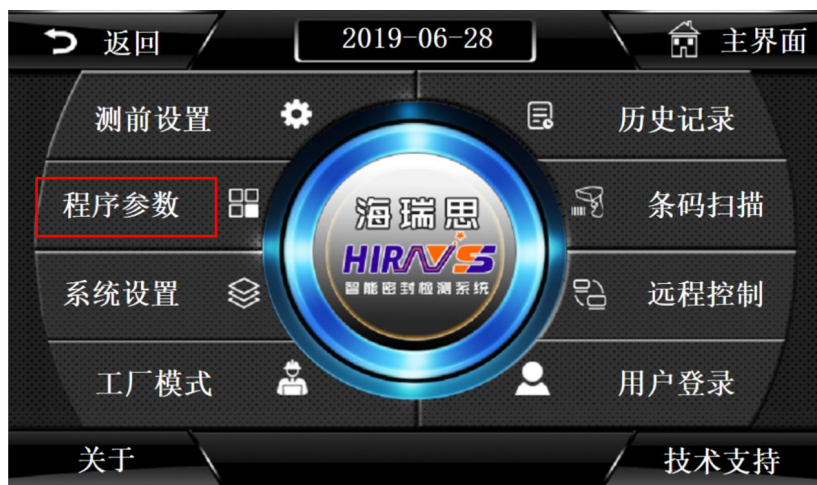 返回
2019-06-28
主界面
测前设置
历史记录
程序参数
条码扫描
海瑞思
HIRAYS
智能密封检测系统
系统设置
远程控制
工厂模式
用户登录
关于
技术支持